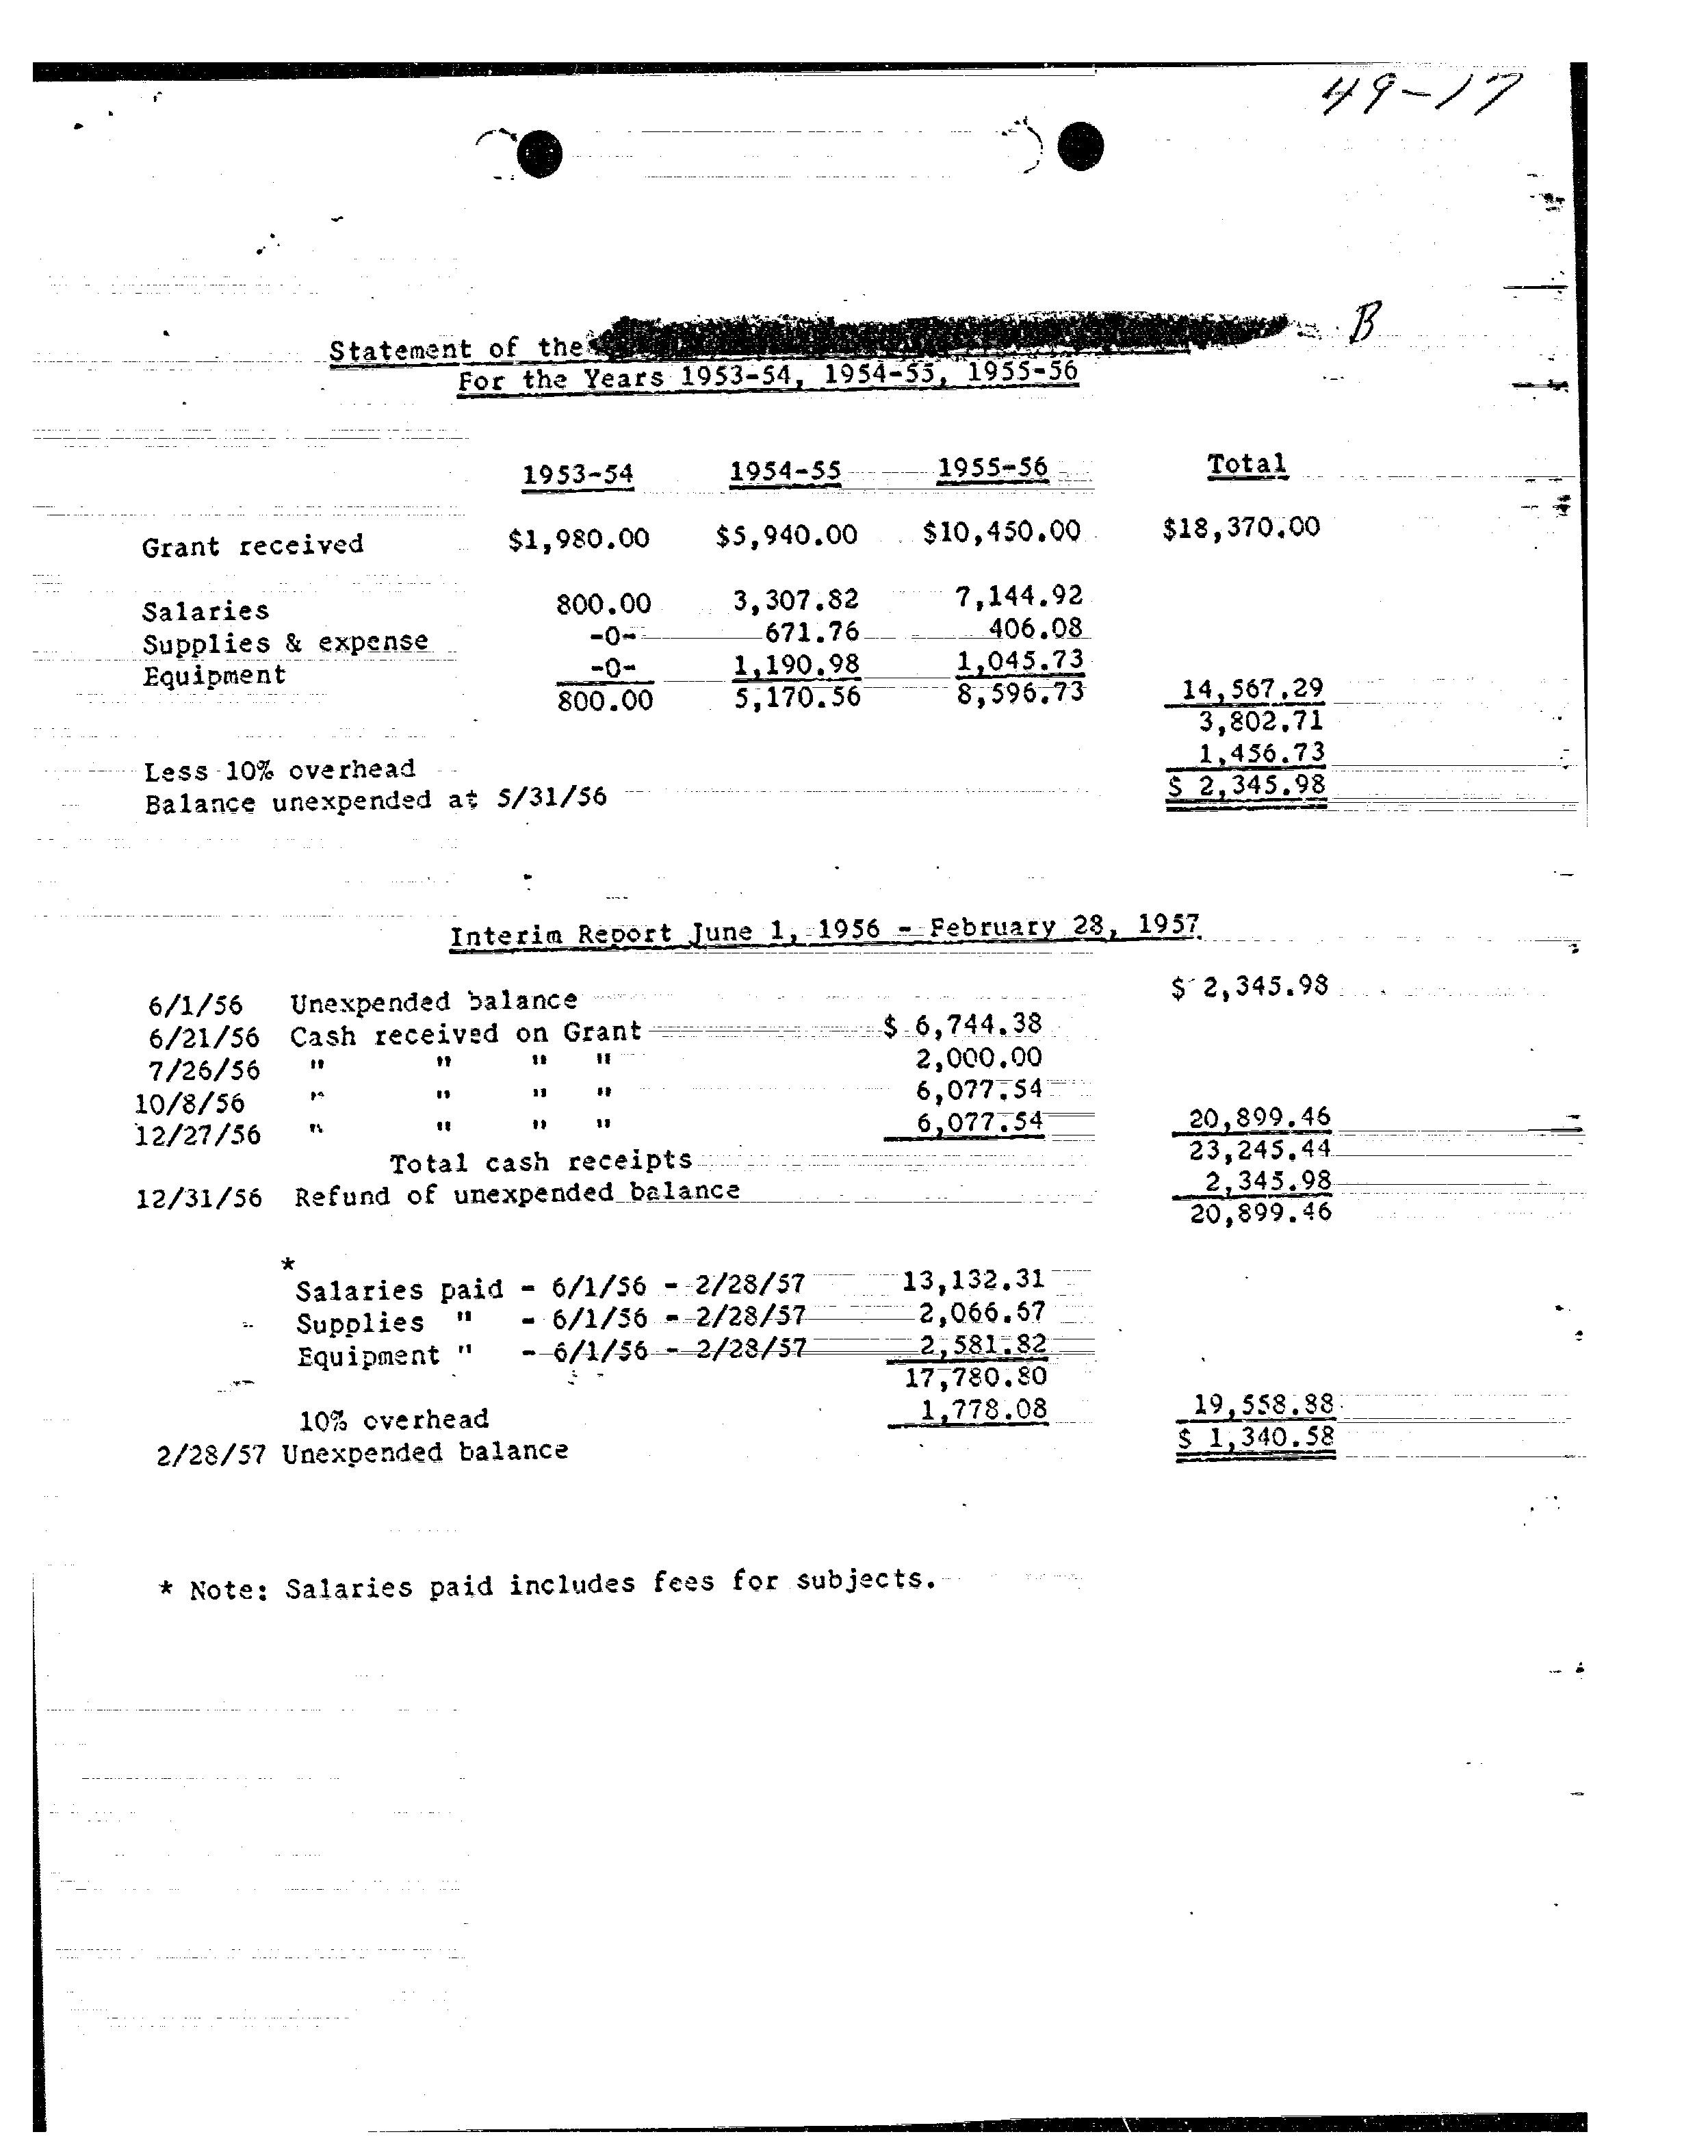 49-17
Statement of the
B
For the Years 1953-54, 1954-55, 1955-56
1953-54 1954-55 1955-56 Total
Grant received $1,980.00 $5,940.00 $10,450.00 $18,370.00
Salaries 800.00 3,307.82 7,144.92
Supplies & expense -0- 671.76 406.08
Equipment -0- 1,190.98 1,045.73
800.00 5,170.56 8,596.73 14,567.29
3,802.71
Less 10% overhead 1,456.73
Balance unexpended at 5/31/56 $ 2,345.98
Interim Report June 1, 1956 - February 28, 1957
6/1/56 Unexpended balance $ 2,345.98
6/21/56 Cash received on Grant $ 6,744.38
7/26/56 " " " " 2,000.00
10/8/56 " " " " 6,077.54
12/27/56 " " " " 6,077.54 20,899.46
Total cash receipts 23,245.44
12/31/56 Refund of unexpended balance 2,345.98
20,899.46
*
Salaries paid - 6/1/56 - 2/28/57 13,132.31
Supplies " - 6/1/56 - 2/28/57 2,066.67
Equipment " - 6/1/56 - 2/28/57 2,581.82
17,780.80
10% overhead 1,778.08 19,558.88
2/28/57 Unexpended balance $ 1,340.58
* Note: Salaries paid includes fees for subjects.